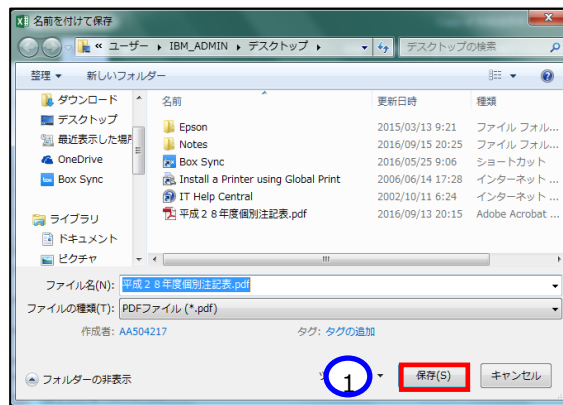 名前を付けて保存
« ユーザー ▸ IBM_ADMIN ▸ デスクトップ ▸
デスクトップの検索
整理 ▼ 新しいフォルダー
ダウンロード
デスクトップ
最近表示した場所
OneDrive
Box Sync
ライブラリ
ドキュメント
ピクチャ
名前 更新日時 種類
Epson 2015/03/13 9:21 ファイル フォル...
Notes 2016/09/15 20:25 ファイル フォル...
Box Sync 2016/05/25 9:06 ショートカット
Install a Printer using Global Print 2006/06/14 17:28 インターネット ...
IT Help Central 2002/10/11 6:24 インターネット ...
平成２８年度個別注記表.pdf 2016/09/13 20:15 Adobe Acrobat ...
ファイル名(N): 平成２８年度個別注記表.pdf
ファイルの種類(T): PDFファイル (*.pdf)
作成者: AA504217 タグ: タグの追加
フォルダーの非表示
1
保存(S)
キャンセル